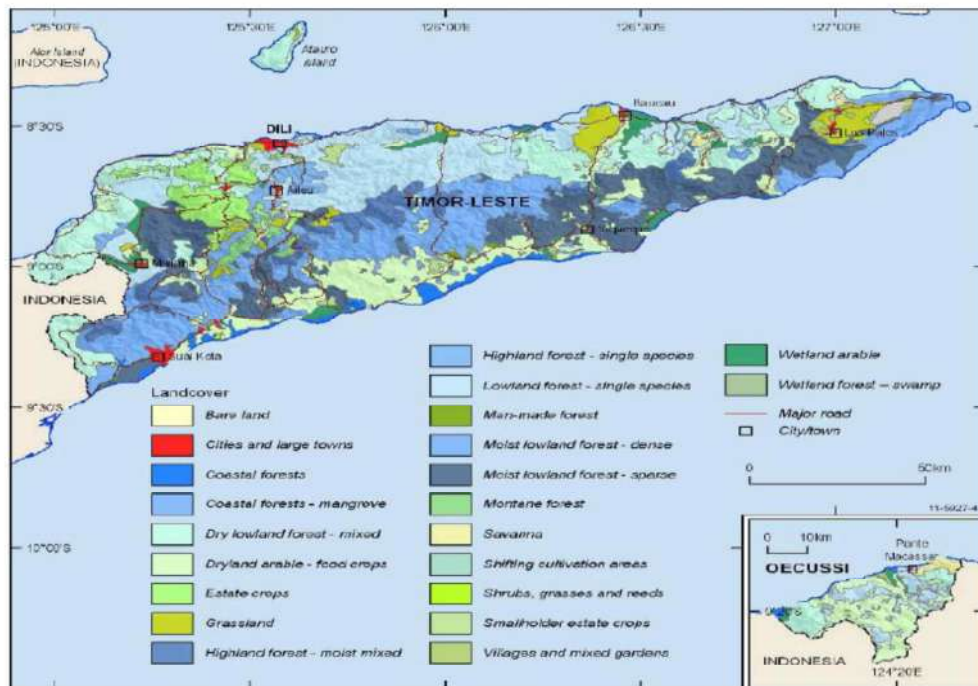 125°00'E
125°30'E
126°00'E
126°30'E
127°00'E
Alor Island
(INDONESIA)
Atauro
island
8°30'S
DILI
Baucau
Los Palos
Aileu
TIMOR-LESTE
Maliana
9°00'S
INDONESIA
Suai Kota
9°30'S
10°00'S
Landcover
Bare land
Cities and large towns
Coastal forests
Coastal forests - mangrove
Dry lowland forest - mixed
Dryland arable - food crops
Estate crops
Grassland
Highland forest - moist mixed
Highland forest - single species
Lowland forest - single species
Man-made forest
Moist lowland forest - dense
Moist lowland forest - sparse
Montane forest
Savanna
Shifting cultivation areas
Shrubs, grasses and reeds
Smallholder estate crops
Villages and mixed gardens
Wetland arable
Wetland forest – swamp
Major road
City/town
0 50km
0 10km
Ponte
Macassar
OECUSSI
INDONESIA
124°20'E